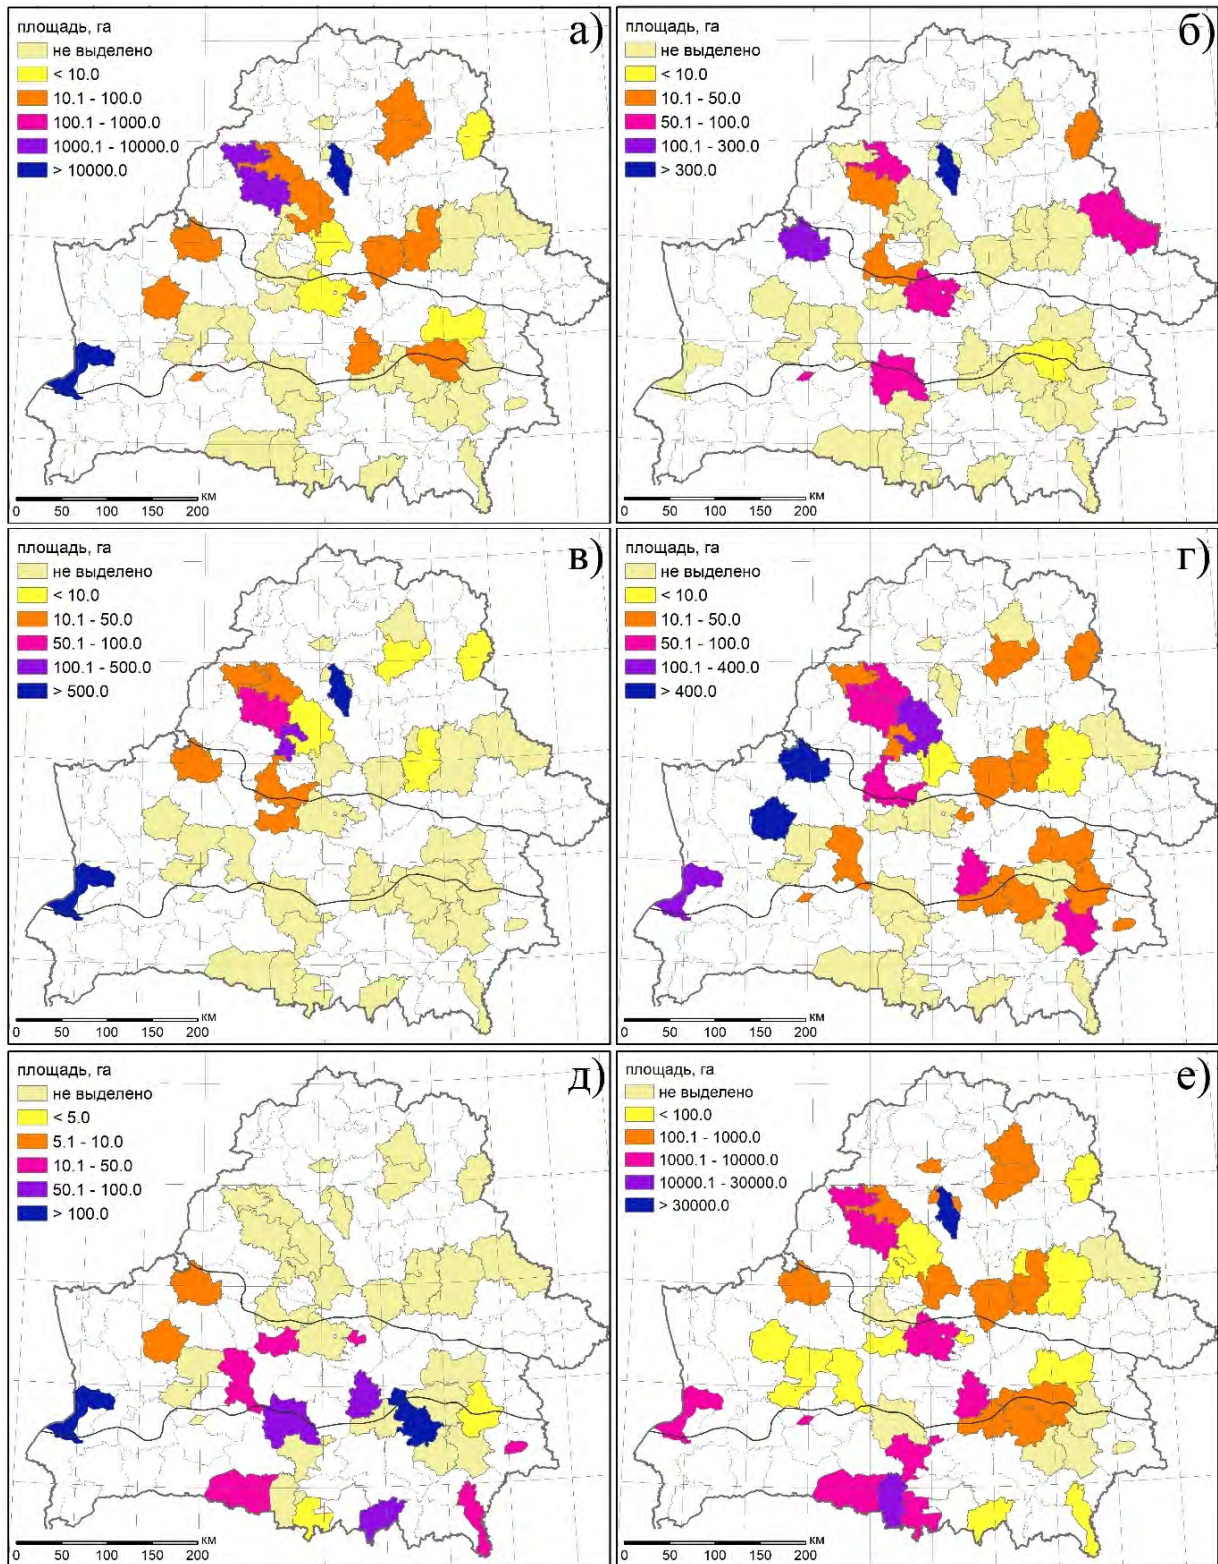 площадь, га
а)
не выделено
< 10.0
10.1 - 100.0
100.1 - 1000.0
1000.1 - 10000.0
> 10000.0
км
0 50 100 150 200
площадь, га
б)
не выделено
< 10.0
10.1 - 50.0
50.1 - 100.0
100.1 - 300.0
> 300.0
км
0 50 100 150 200
площадь, га
в)
не выделено
< 10.0
10.1 - 50.0
50.1 - 100.0
100.1 - 500.0
> 500.0
км
0 50 100 150 200
площадь, га
г)
не выделено
< 10.0
10.1 - 50.0
50.1 - 100.0
100.1 - 400.0
> 400.0
км
0 50 100 150 200
площадь, га
д)
не выделено
< 5.0
5.1 - 10.0
10.1 - 50.0
50.1 - 100.0
> 100.0
км
0 50 100 150 200
площадь, га
е)
не выделено
< 100.0
100.1 - 1000.0
1000.1 - 10000.0
10000.1 - 30000.0
> 30000.0
км
0 50 100 150 200